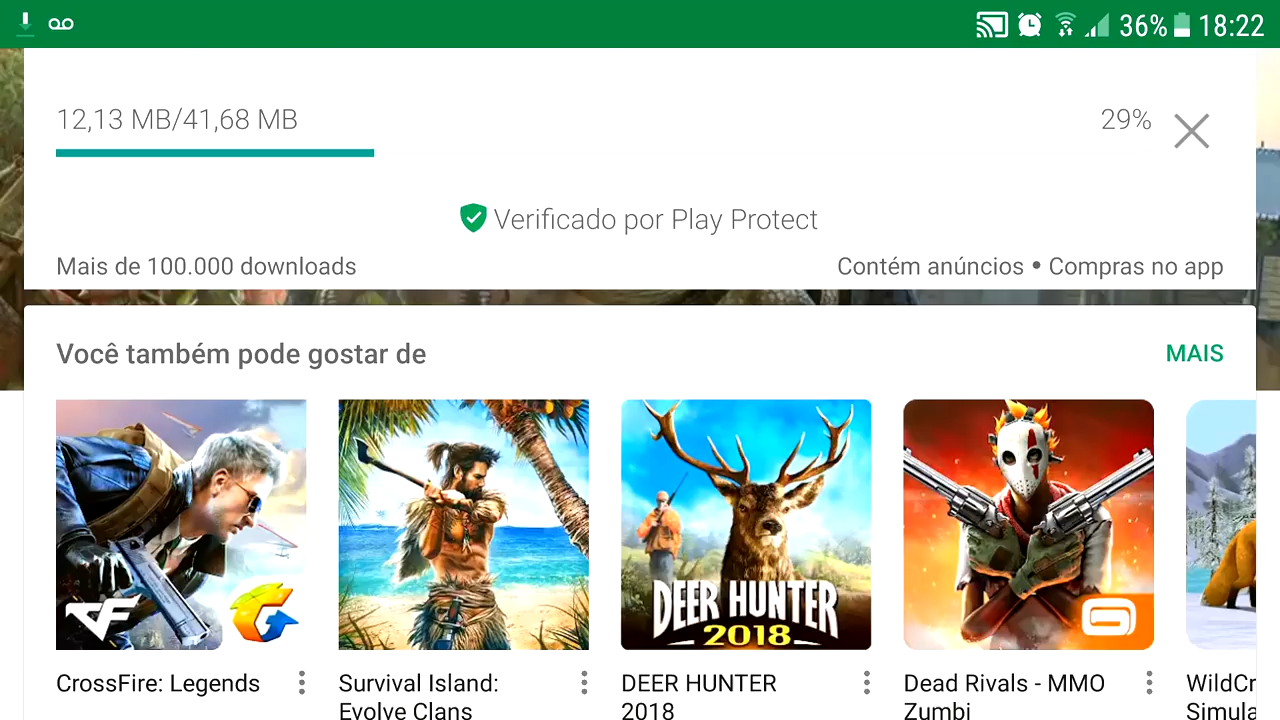 36% 18:22
12,13 MB/41,68 MB 29%
Verificado por Play Protect
Mais de 100.000 downloads Contém anúncios • Compras no app
Você também pode gostar de MAIS
CF
DEER HUNTER
2018
CrossFire: Legends
Survival Island:
Evolve Clans
DEER HUNTER
2018
Dead Rivals - MMO
Zumbi
WildCr
Simula